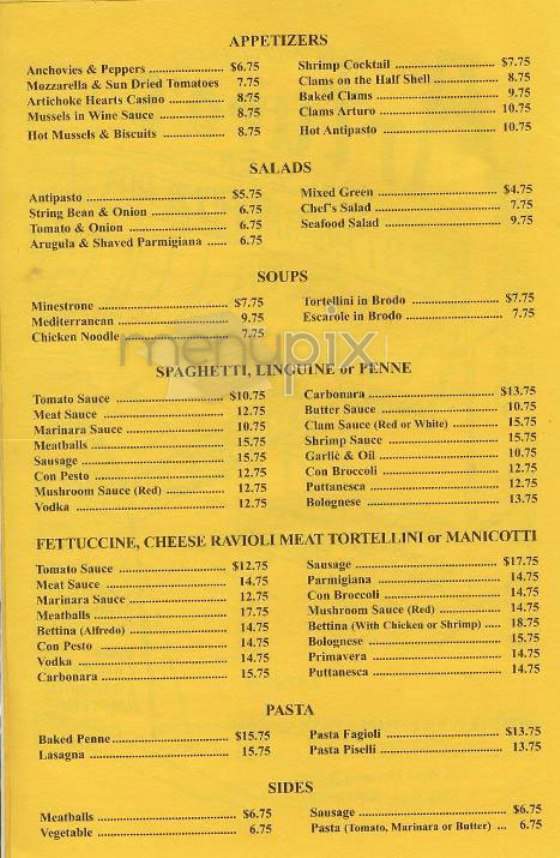 APPETIZERS
Anchovies & Peppers ................... $6.75
Mozzarella & Sun Dried Tomatoes 7.75
Artichoke Hearts Casino .............. 8.75
Mussels in Wine Sauce ................ 8.75
Hot Mussels & Biscuits ............... 8.75
Shrimp Cocktail ......................... $7.75
Clams on the Half Shell ................ 8.75
Baked Clams ............................... 9.75
Clams Arturo .............................. 10.75
Hot Antipasto ............................. 10.75
SALADS
Antipasto .................................... $5.75
String Bean & Onion ................... 6.75
Tomato & Onion ......................... 6.75
Arugula & Shaved Parmigiana ...... 6.75
Mixed Green .............................. $4.75
Chef's Salad ............................... 7.75
Seafood Salad ............................. 9.75
SOUPS
Minestrone .................................. $7.75
Mediterranean ............................ 9.75
Chicken Noodle ........................... 7.75
Tortellini in Brodo ...................... $7.75
Escarole in Brodo ........................ 7.75
menupix
SPAGHETTI, LINGUINE or PENNE
Tomato Sauce ............................. $10.75
Meat Sauce ................................. 12.75
Marinara Sauce .......................... 10.75
Meatballs .................................... 15.75
Sausage ...................................... 15.75
Con Pesto ................................... 12.75
Mushroom Sauce (Red) ............... 12.75
Vodka ......................................... 12.75
Carbonara .................................. $13.75
Butter Sauce ............................... 10.75
Clam Sauce (Red or White) .......... 15.75
Shrimp Sauce ............................. 15.75
Garlic & Oil ................................ 10.75
Con Broccoli ............................... 12.75
Puttanesca .................................. 12.75
Bolognese ................................... 13.75
FETTUCCINE, CHEESE RAVIOLI MEAT TORTELLINI or MANICOTTI
Tomato Sauce ............................. $12.75
Meat Sauce ................................. 14.75
Marinara Sauce .......................... 12.75
Meatballs .................................... 17.75
Bettina (Alfredo) ......................... 14.75
Con Pesto ................................... 14.75
Vodka ......................................... 14.75
Carbonara .................................. 15.75
Sausage ...................................... $17.75
Parmigiana ................................. 14.75
Con Broccoli ............................... 14.75
Mushroom Sauce (Red) ............... 14.75
Bettina (With Chicken or Shrimp) .... 18.75
Bolognese ................................... 15.75
Primavera .................................. 14.75
Puttanesca .................................. 14.75
PASTA
Baked Penne .............................. $15.75
Lasagna ...................................... 15.75
Pasta Fagioli .............................. $13.75
Pasta Piselli ................................ 13.75
SIDES
Meatballs .................................... $6.75
Vegetable .................................... 6.75
Sausage ...................................... $6.75
Pasta (Tomato, Marinara or Butter) ... 6.75